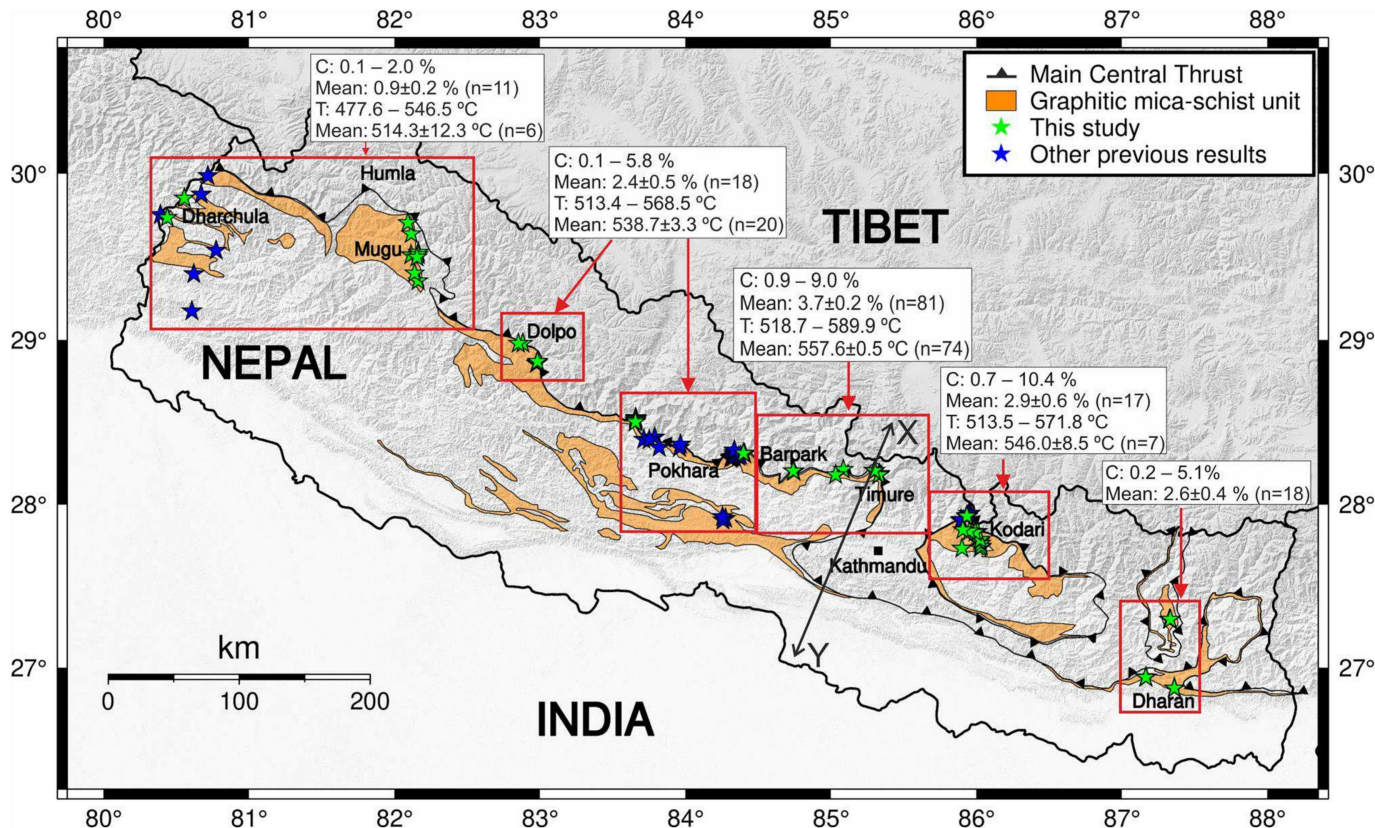 80° 81° 82° 83° 84° 85° 86° 87° 88°
C: 0.1 – 2.0 %
Mean: 0.9±0.2 % (n=11)
T: 477.6 – 546.5 ºC
Mean: 514.3±12.3 ºC (n=6)
Main Central Thrust
Graphitic mica-schist unit
This study
Other previous results
C: 0.1 – 5.8 %
Mean: 2.4±0.5 % (n=18)
T: 513.4 – 568.5 ºC
Mean: 538.7±3.3 ºC (n=20)
30° 30°
Humla
Dharchula
Mugu
TIBET
C: 0.9 – 9.0 %
Mean: 3.7±0.2 % (n=81)
T: 518.7 – 589.9 ºC
Mean: 557.6±0.5 ºC (n=74)
29° 29°
NEPAL
Dolpo
C: 0.7 – 10.4 %
Mean: 2.9±0.6 % (n=17)
T: 513.5 – 571.8 ºC
Mean: 546.0±8.5 ºC (n=7)
X
Barpark
Pokhara
Timure
C: 0.2 – 5.1%
Mean: 2.6±0.4 % (n=18)
28° 28°
Kodari
Kathmandu
km
0 100 200
Y
27° 27°
Dharan
INDIA
80° 81° 82° 83° 84° 85° 86° 87° 88°